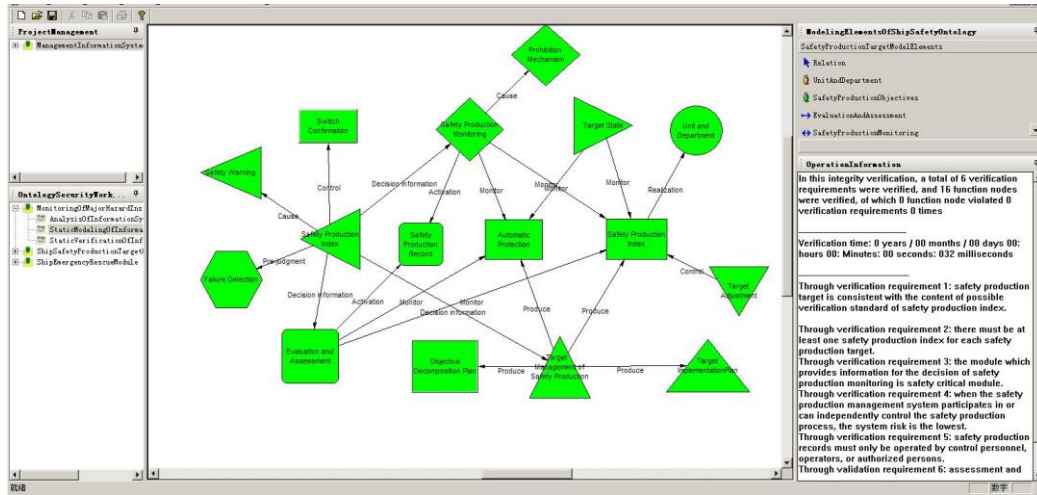 ProjectManagement
ManagementInformationSyste
OntologySecurityWork...
MonitoringOfMajorHazardIns
AnalysisOfInformationSy
StaticModelingOfInforma
StaticVerificationOfInf
ShipSafetyProductionTargetU
ShipEmergencyRescueModule
Prohibition
Mechanism
Cause
Switch
Confirmation
Safety Production
Monitoring
Target State
Unit and
Department
Safety Warning
Control
Decision information
Activation
Monitor
Monitor
Monitor
Monitor
Realization
Cause
Safety Production
Index
Safety
Production
Record
Automatic
Protection
Safety Production
Index
Pre-judgment
Control
Failure Detection
Target
Adjustment
Decision information
Activation
Monitor
Monitor
Decision information
Produce
Produce
Evaluation and
Assessment
Objective
Decomposition Plan
Produce
Target
Management of
Safety Production
Produce
Target
ImplementationPlan
ModelingElementsOfShipSafetyOntology
SafetyProductionTargetModelElements
Relation
UnitAndDepartment
SafetyProductionObjectives
EvaluationAndAssessment
SafetyProductionMonitoring
OperationInformation
In this integrity verification, a total of 6 verification
requirements were verified, and 16 function nodes
were verified, of which 0 function node violated 0
verification requirements 0 times
Verification time: 0 years / 00 months / 00 days 00:
hours 00: Minutes: 00 seconds: 032 milliseconds
Through verification requirement 1: safety production
target is consistent with the content of possible
verification standard of safety production index.
Through verification requirement 2: there must be at
least one safety production index for each safety
production target.
Through verification requirement 3: the module which
provides information for the decision of safety
production monitoring is safety critical module.
Through verification requirement 4: when the safety
production management system participates in or
can independently control the safety production
process, the system risk is the lowest.
Through verification requirement 5: safety production
records must only be operated by control personnel,
operators, or authorized persons.
Through validation requirement 6: assessment and
就绪
数字